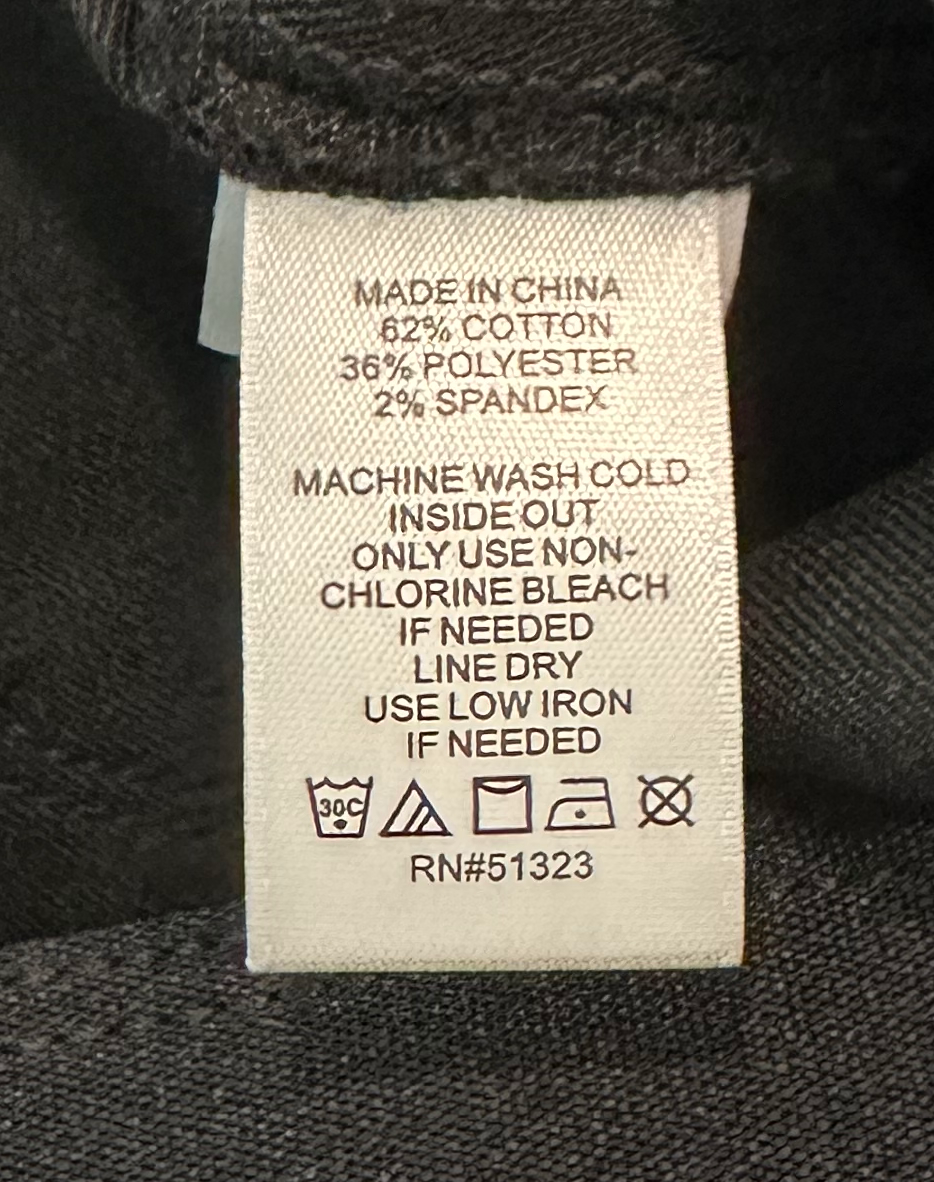 MADE IN CHINA
62% COTTON
36% POLYESTER
2% SPANDEX
MACHINE WASH COLD
INSIDE OUT
ONLY USE NON-
CHLORINE BLEACH
IF NEEDED
LINE DRY
USE LOW IRON
IF NEEDED
30C
RN#51323